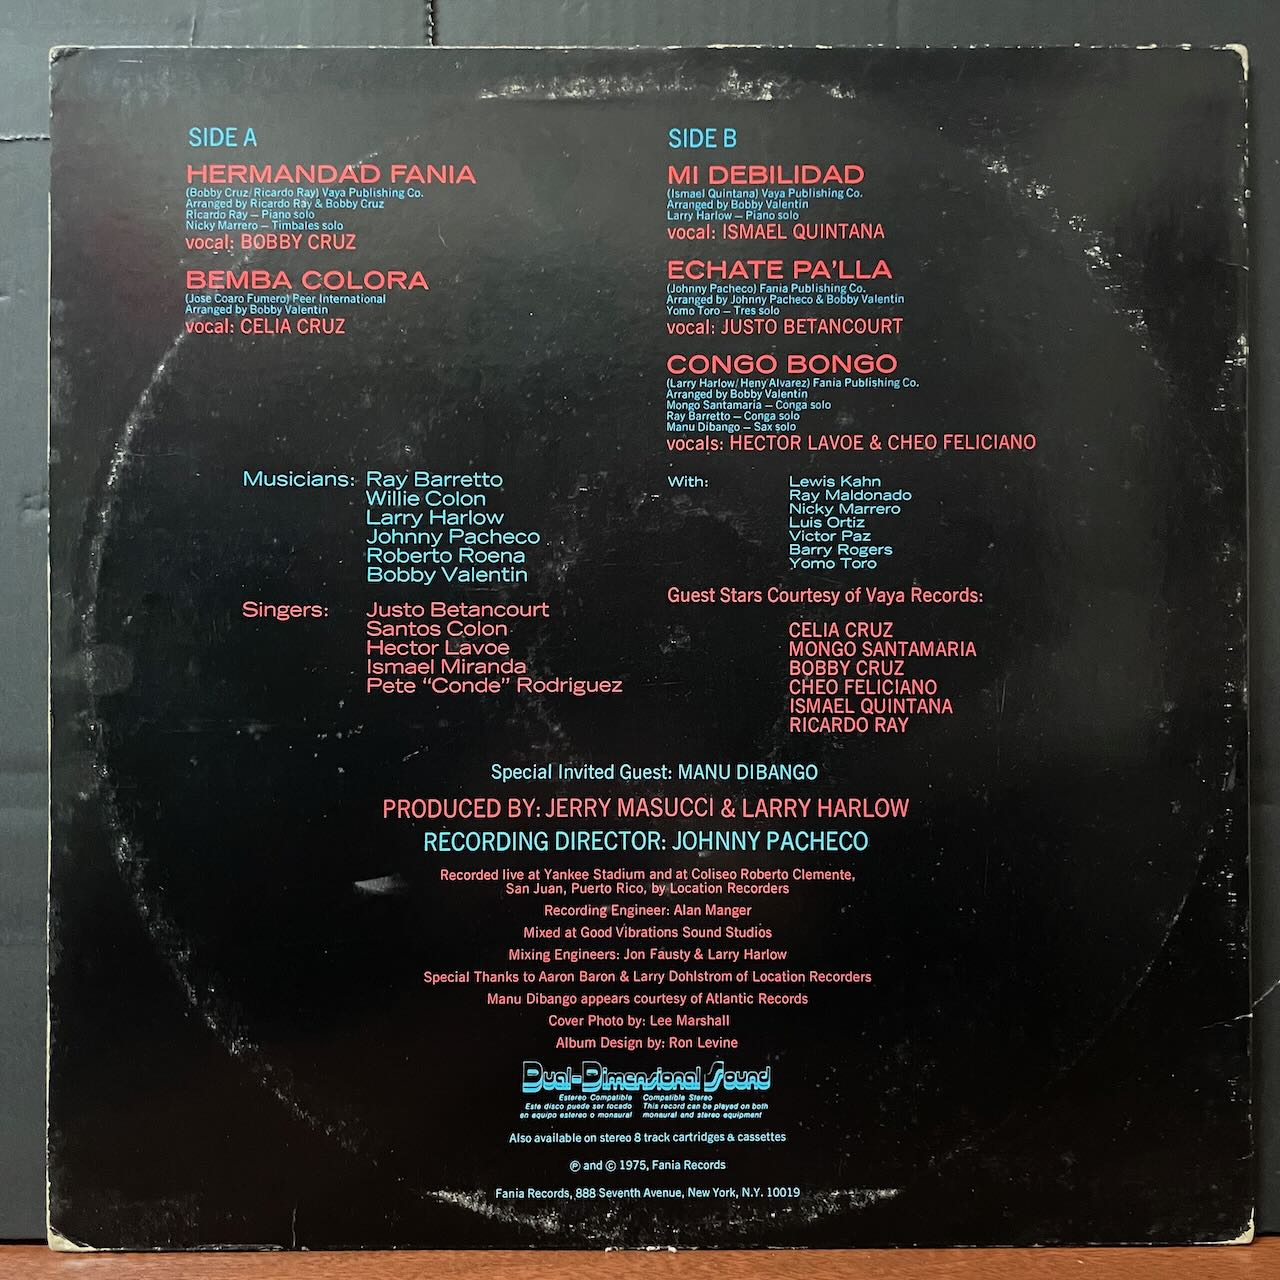 SIDE A
HERMANDAD FANIA
(Bobby Cruz/Ricardo Ray) Vaya Publishing Co.
Arranged by Ricardo Ray & Bobby Cruz
Ricardo Ray — Piano solo
Nicky Marrero — Timbales solo
vocal: BOBBY CRUZ
BEMBA COLORA
(Jose Coaro Fumero) Peer International
Arranged by Bobby Valentin
vocal: CELIA CRUZ
SIDE B
MI DEBILIDAD
(Ismael Quintana) Vaya Publishing Co.
Arranged by Bobby Valentin
Larry Harlow — Piano solo
vocal: ISMAEL QUINTANA
ECHATE PA'LLA
(Johnny Pacheco) Fania Publishing Co.
Arranged by Johnny Pacheco & Bobby Valentin
Yomo Toro — Tres solo
vocal: JUSTO BETANCOURT
CONGO BONGO
(Larry Harlow/Heny Alvarez) Fania Publishing Co.
Arranged by Bobby Valentin
Mongo Santamaria — Conga solo
Ray Barretto — Conga solo
Manu Dibango — Sax solo
vocals: HECTOR LAVOE & CHEO FELICIANO
Musicians: Ray Barretto
Willie Colon
Larry Harlow
Johnny Pacheco
Roberto Roena
Bobby Valentin
Singers: Justo Betancourt
Santos Colon
Hector Lavoe
Ismael Miranda
Pete “Conde” Rodriguez
With: Lewis Kahn
Ray Maldonado
Nicky Marrero
Luis Ortiz
Victor Paz
Barry Rogers
Yomo Toro
Guest Stars Courtesy of Vaya Records:
CELIA CRUZ
MONGO SANTAMARIA
BOBBY CRUZ
CHEO FELICIANO
ISMAEL QUINTANA
RICARDO RAY
Special Invited Guest: MANU DIBANGO
PRODUCED BY: JERRY MASUCCI & LARRY HARLOW
RECORDING DIRECTOR: JOHNNY PACHECO
Recorded live at Yankee Stadium and at Coliseo Roberto Clemente,
San Juan, Puerto Rico, by Location Recorders
Recording Engineer: Alan Manger
Mixed at Good Vibrations Sound Studios
Mixing Engineers: Jon Fausty & Larry Harlow
Special Thanks to Aaron Baron & Larry Dohlstrom of Location Recorders
Manu Dibango appears courtesy of Atlantic Records
Cover Photo by: Lee Marshall
Album Design by: Ron Levine
Dual-Dimensional Sound
Estereo Compatible
Este disco puede ser tocado
en equipo estereo o monaural
Compatible Stereo
This record can be played on both
monaural and stereo equipment
Also available on stereo 8 track cartridges & cassettes
℗ and © 1975, Fania Records
Fania Records, 888 Seventh Avenue, New York, N.Y. 10019